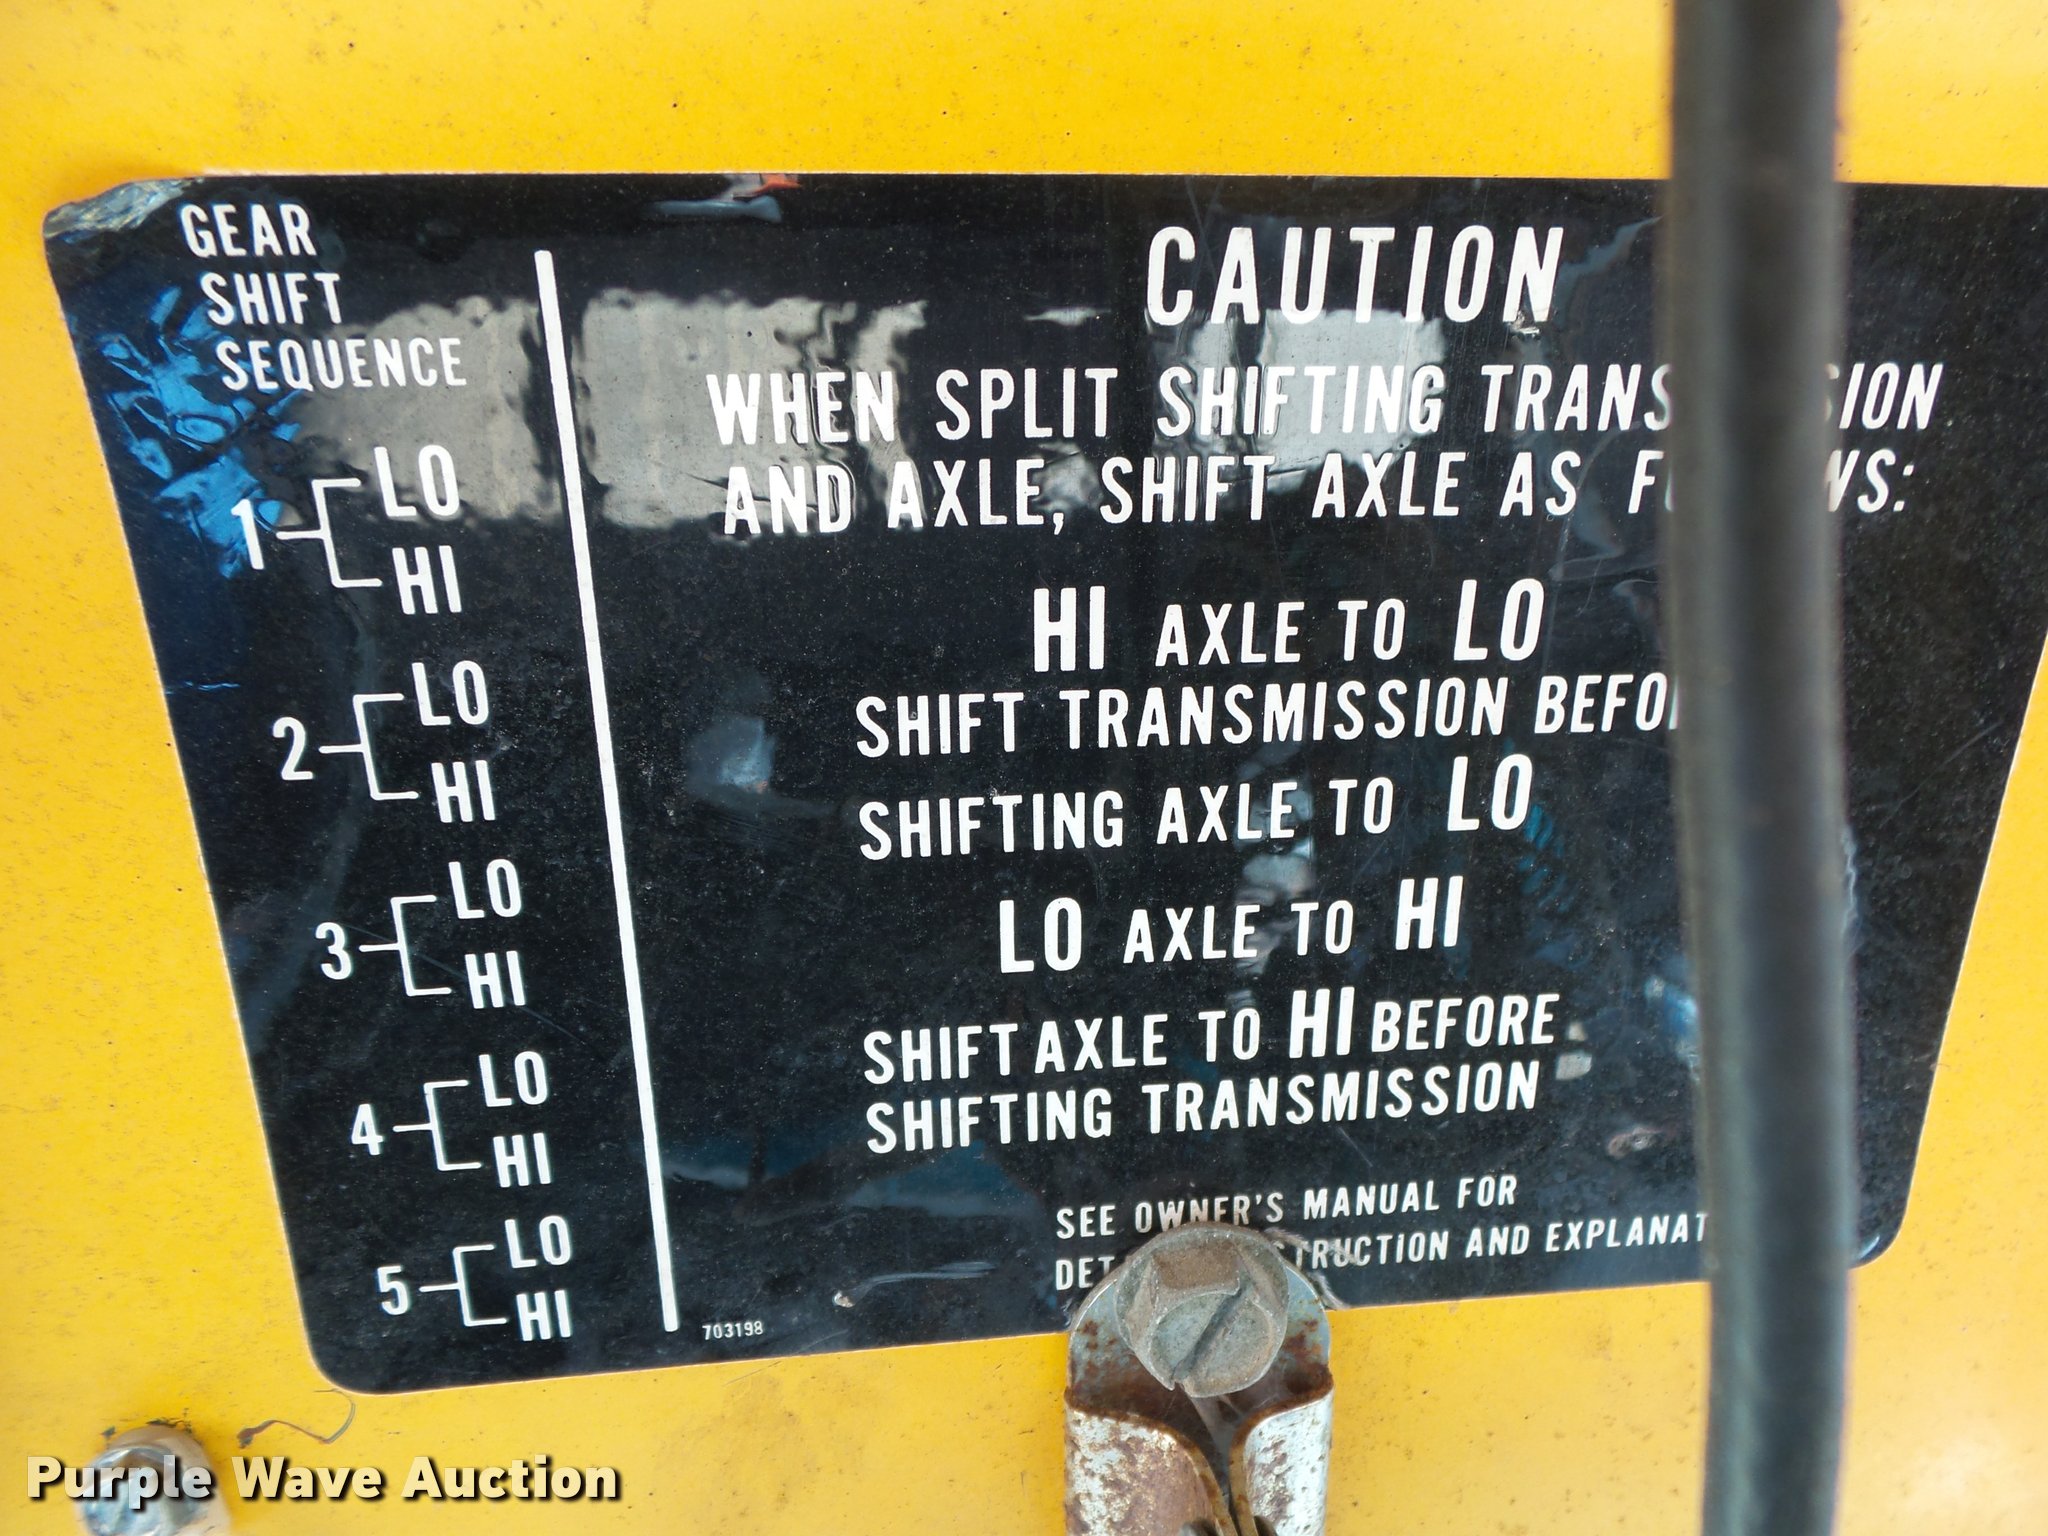 GEAR
SHIFT
SEQUENCE
1
LO
HI
2
LO
HI
3
LO
HI
4
LO
HI
5
LO
HI
CAUTION
WHEN SPLIT SHIFTING
AND AXLE, SHIFT AXLE AS
HI AXLE TO LO
SHIFT TRANSMISSION
SHIFTING AXLE TO LO
LO AXLE TO HI
SHIFT AXLE TO HI BEFORE
SHIFTING TRANSMISSION
SEE OWNER'S MANUAL FOR
AND
703198
Purple Wave Auction